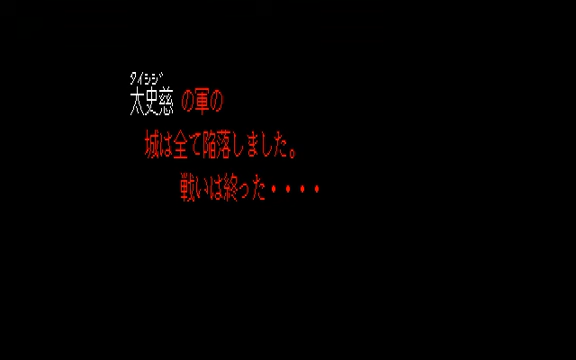 タイシジ
太史慈 の軍の
城は全て陥落しました。
戦いは終った・・・・